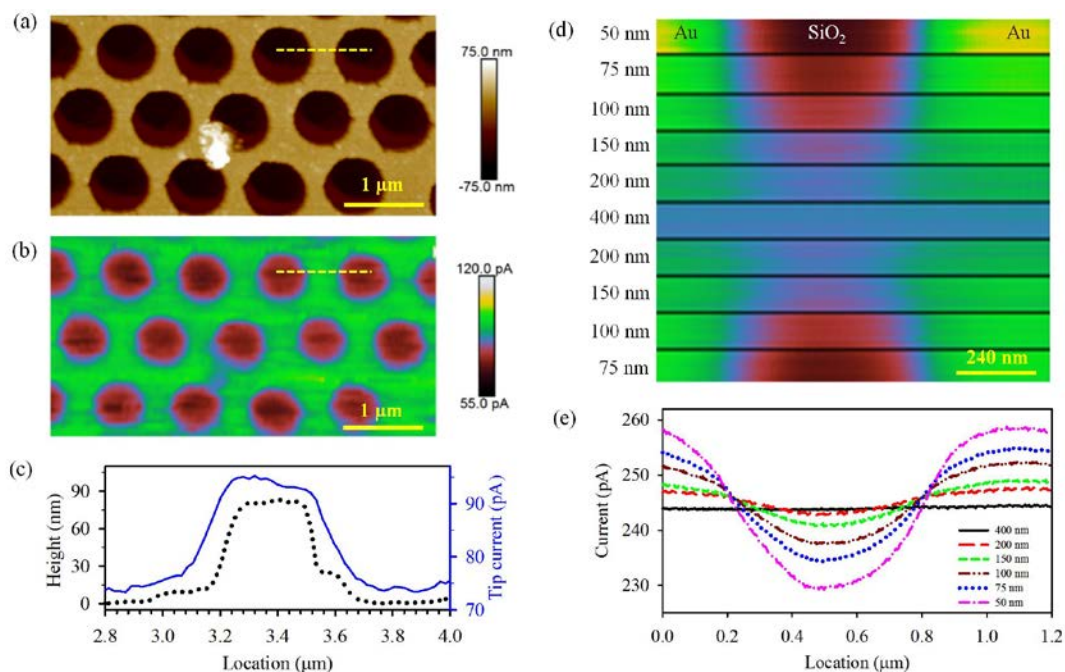 (a)
75.0 nm
-75.0 nm
1 μm
(b)
120.0 pA
55.0 pA
1 μm
(c)
Height (nm)
90
60
30
0
Tip current (pA)
90
80
70
2.8 3.0 3.2 3.4 3.6 3.8 4.0
Location (μm)
(d)
50 nm
75 nm
100 nm
150 nm
200 nm
400 nm
200 nm
150 nm
100 nm
75 nm
Au SiO₂ Au
240 nm
(e)
Current (pA)
260
250
240
230
400 nm
200 nm
150 nm
100 nm
75 nm
50 nm
0.0 0.2 0.4 0.6 0.8 1.0 1.2
Location (μm)